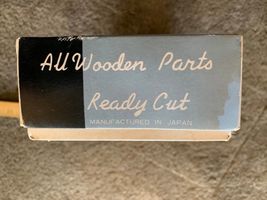 All Wooden Parts
Ready Cut
MANUFACTURED IN JAPAN